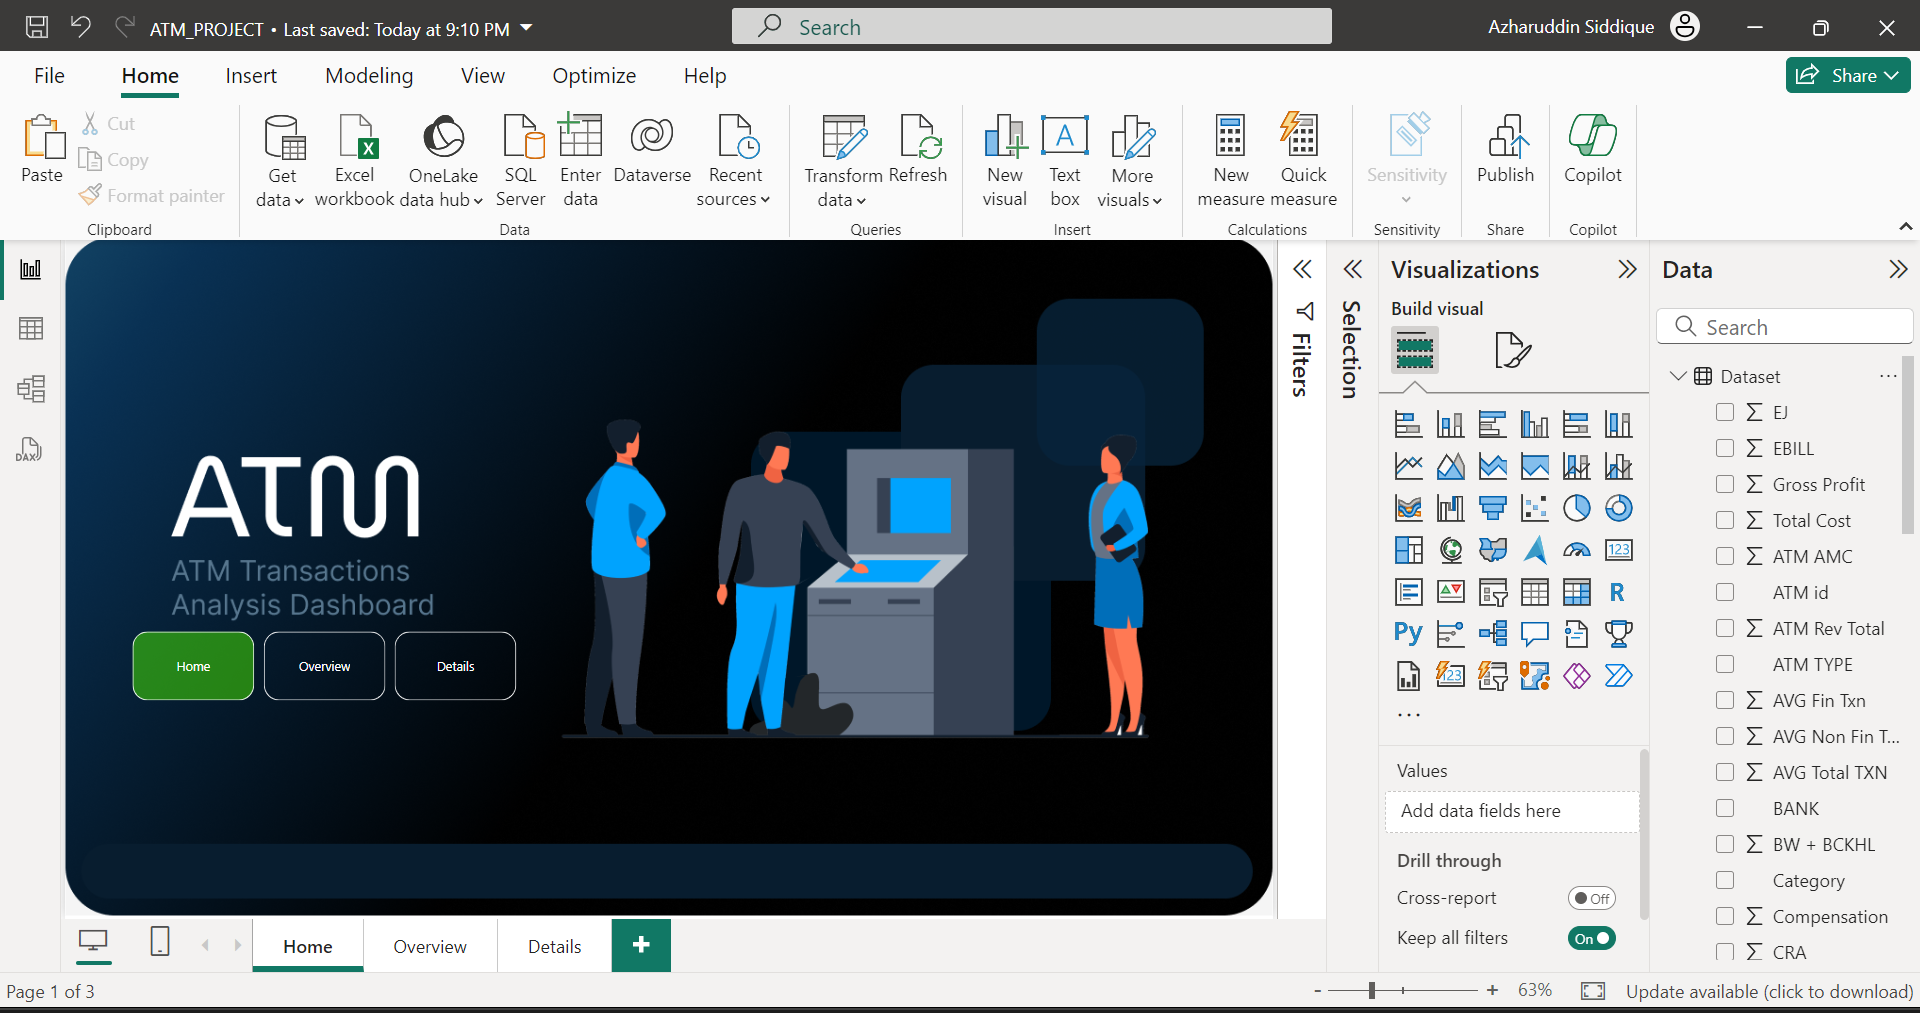 ATM_PROJECT • Last saved: Today at 9:10 PM
Search
Azharuddin Siddique
File
Home
Insert
Modeling
View
Optimize
Help
Share
Paste
Cut
Copy
Format painter
Clipboard
Get data
Excel workbook
OneLake data hub
SQL Server
Enter data
Dataverse
Recent sources
Data
Transform data
Refresh
Queries
New visual
Text box
More visuals
Insert
New measure
Quick measure
Calculations
Sensitivity
Sensitivity
Publish
Share
Copilot
Copilot
DAX
ATM
ATM Transactions
Analysis Dashboard
Home
Overview
Details
Filters
Selection
Visualizations
Build visual
123
R
Py
123
Values
Add data fields here
Drill through
Cross-report
Off
Keep all filters
On
Data
Search
Dataset
EJ
EBILL
Gross Profit
Total Cost
ATM AMC
ATM id
ATM Rev Total
ATM TYPE
AVG Fin Txn
AVG Non Fin T...
AVG Total TXN
BANK
BW + BCKHL
Category
Compensation
CRA
Home
Overview
Details
Page 1 of 3
63%
Update available (click to download)